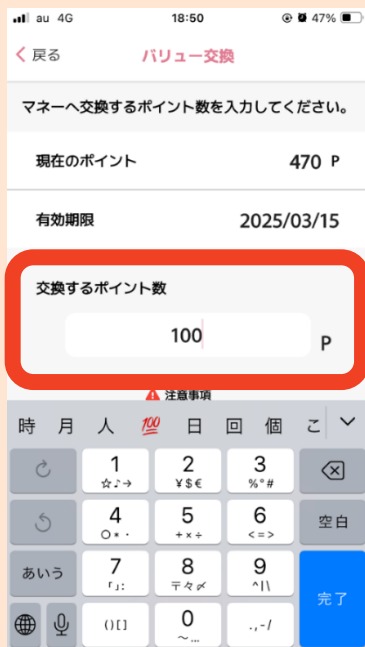 au 4G 18:50 47%
戻る バリュー交換
マネーへ交換するポイント数を入力してください。
現在のポイント 470 P
有効期限 2025/03/15
交換するポイント数
100 P
注意事項
時 月 人 💯 日 回 個 こ
1 2 3
☆♪→ ¥$€ %°#
4 5 6 空白
○*・ +×÷ <=>
あいう 7 8 9
「」: 〒々〆 ^|\
完了
()[] 0 .,-/
~…